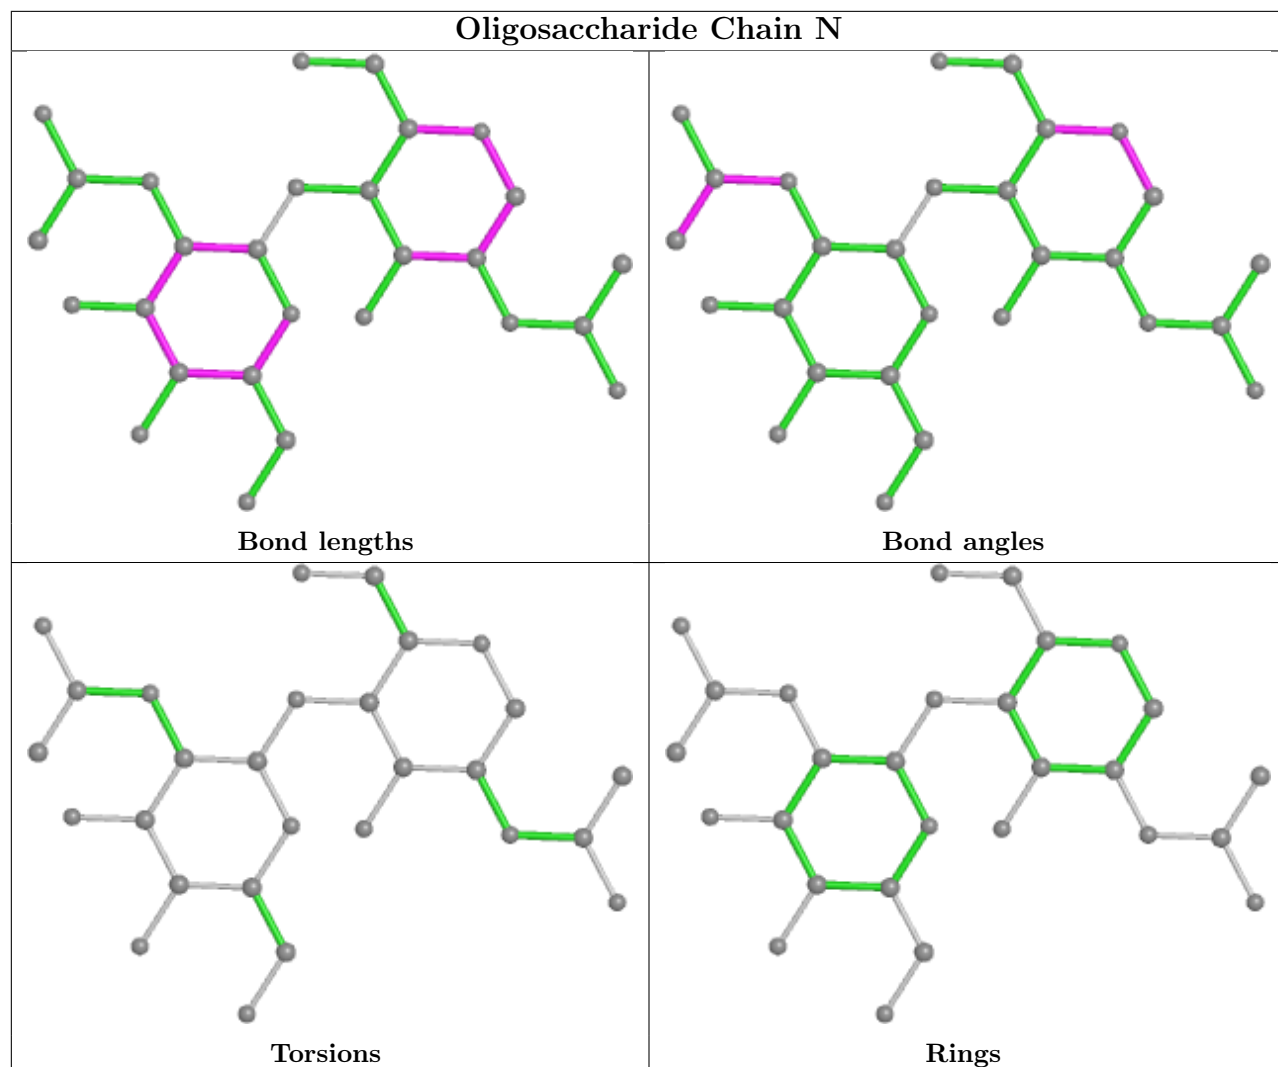 Oligosaccharide Chain N
Bond lengths
Bond angles
Torsions
Rings